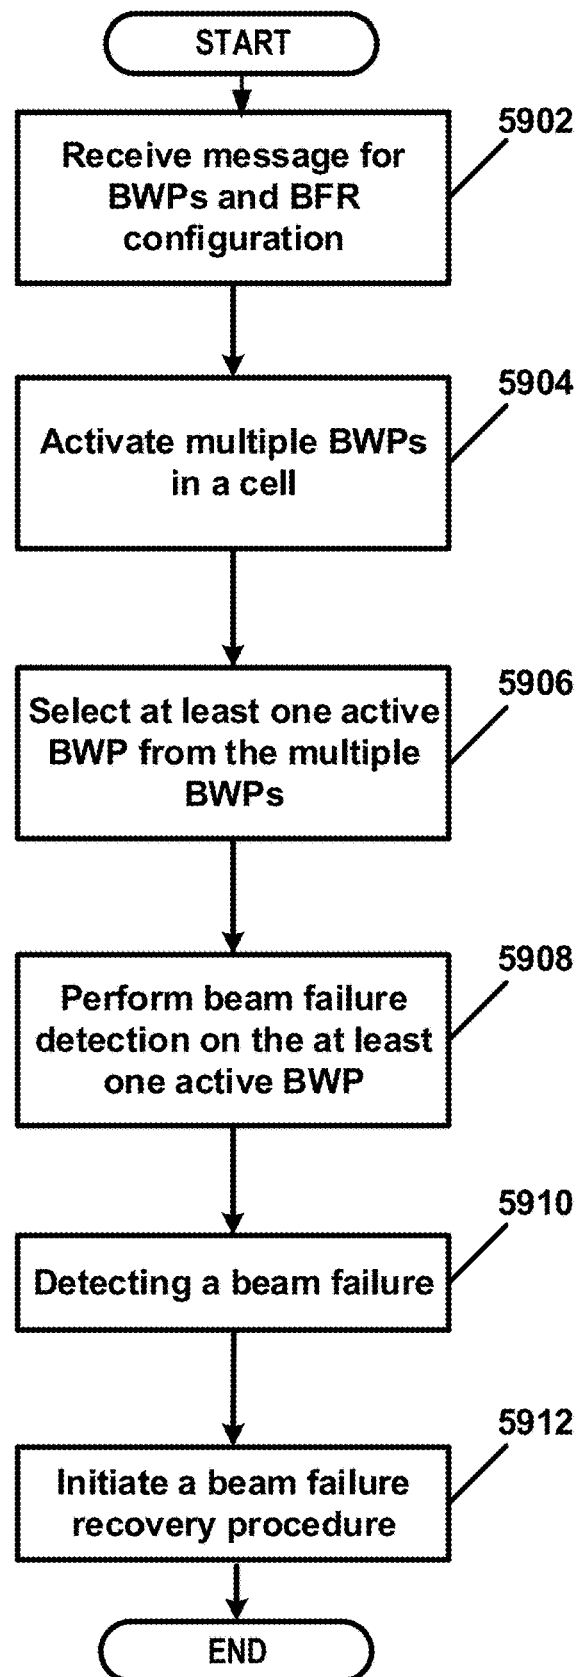 START
5902
Receive message for
BWPs and BFR
configuration
5904
Activate multiple BWPs
in a cell
5906
Select at least one active
BWP from the multiple
BWPs
5908
Perform beam failure
detection on the at least
one active BWP
5910
Detecting a beam failure
5912
Initiate a beam failure
recovery procedure
END